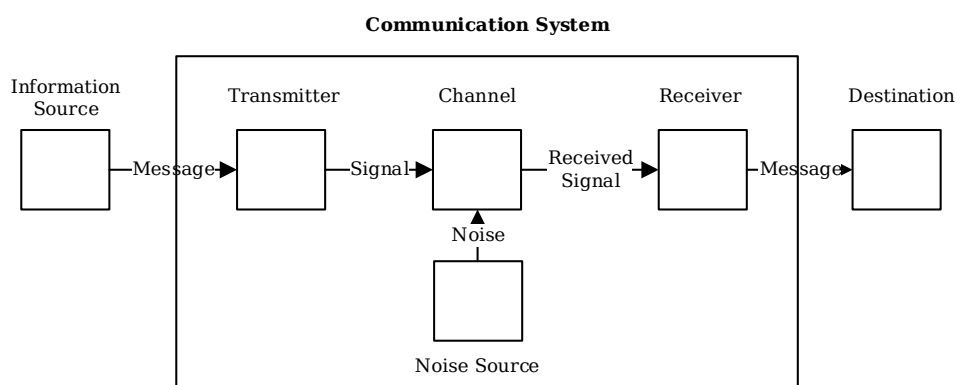 Communication System
Information
Source
Transmitter
Channel
Receiver
Destination
Message
Signal
Received
Signal
Message
Noise
Noise Source